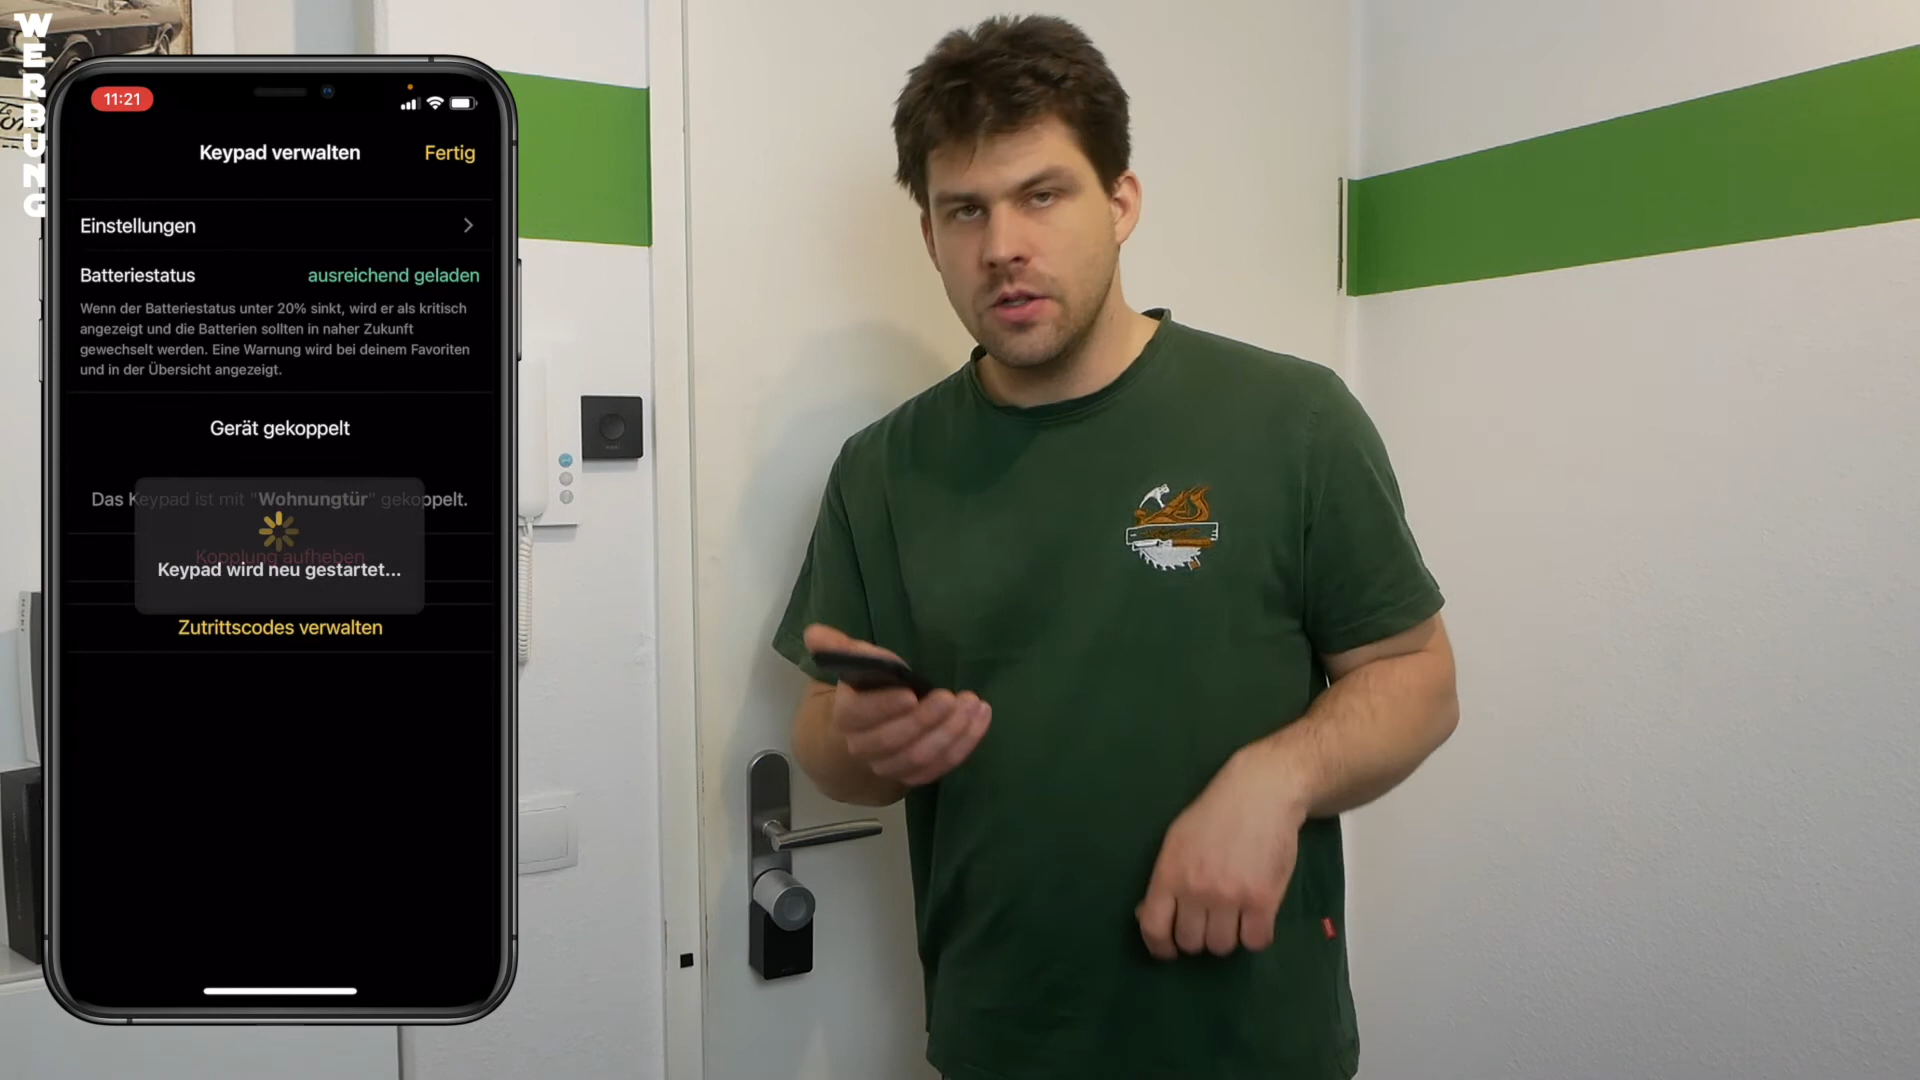 WERBUNG
11:21
Keypad verwalten
Fertig
Einstellungen
Batteriestatus
ausreichend geladen
Wenn der Batteriestatus unter 20% sinkt, wird er als kritisch
angezeigt und die Batterien sollten in naher Zukunft
gewechselt werden. Eine Warnung wird bei deinem Favoriten
und in der Übersicht angezeigt.
Gerät gekoppelt
Das Keypad ist mit "Wohnungtür" gekoppelt.
Kopplung aufheben
Keypad wird neu gestartet...
Zutrittscodes verwalten